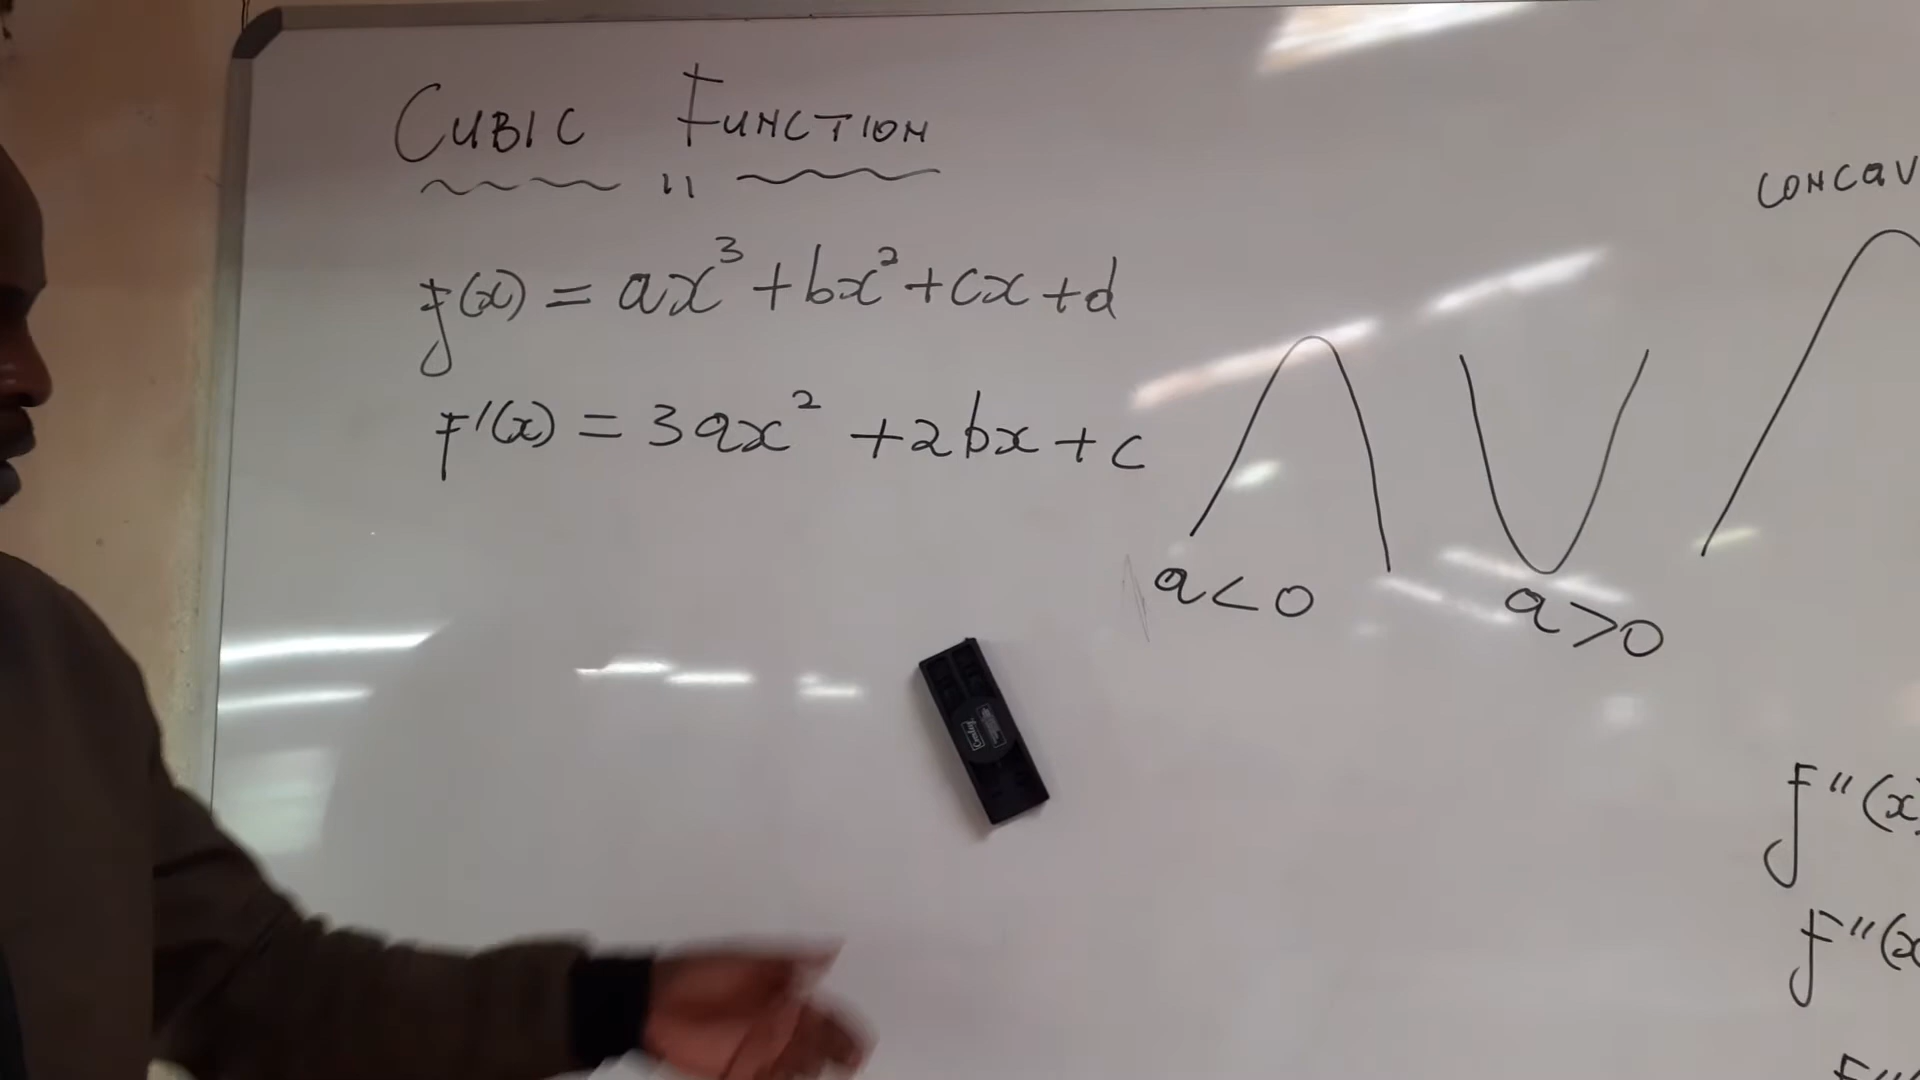 CUBIC FUNCTION
f(x) = ax³ + bx² + cx + d
f'(x) = 3ax² + 2bx + c
a < 0
a > 0
CONCAV
f''(x)
f''(x